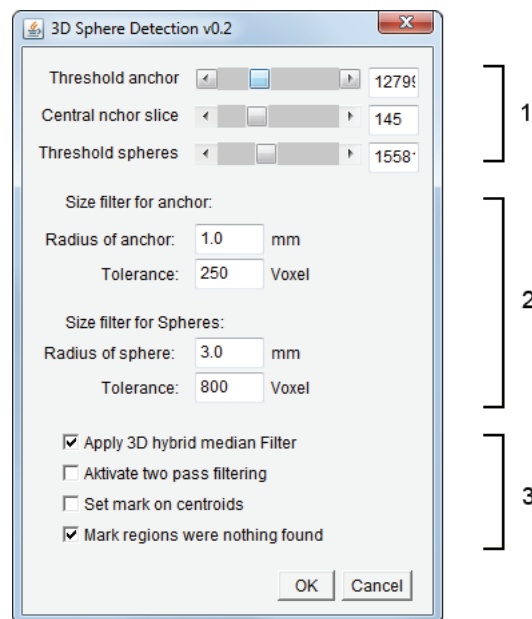 3D Sphere Detection v0.2
Threshold anchor 12799
Central nchor slice 145
Threshold spheres 15581
Size filter for anchor:
Radius of anchor: 1.0 mm
Tolerance: 250 Voxel
Size filter for Spheres:
Radius of sphere: 3.0 mm
Tolerance: 800 Voxel
Apply 3D hybrid median Filter
Aktivate two pass filtering
Set mark on centroids
Mark regions were nothing found
OK Cancel
1
2
3